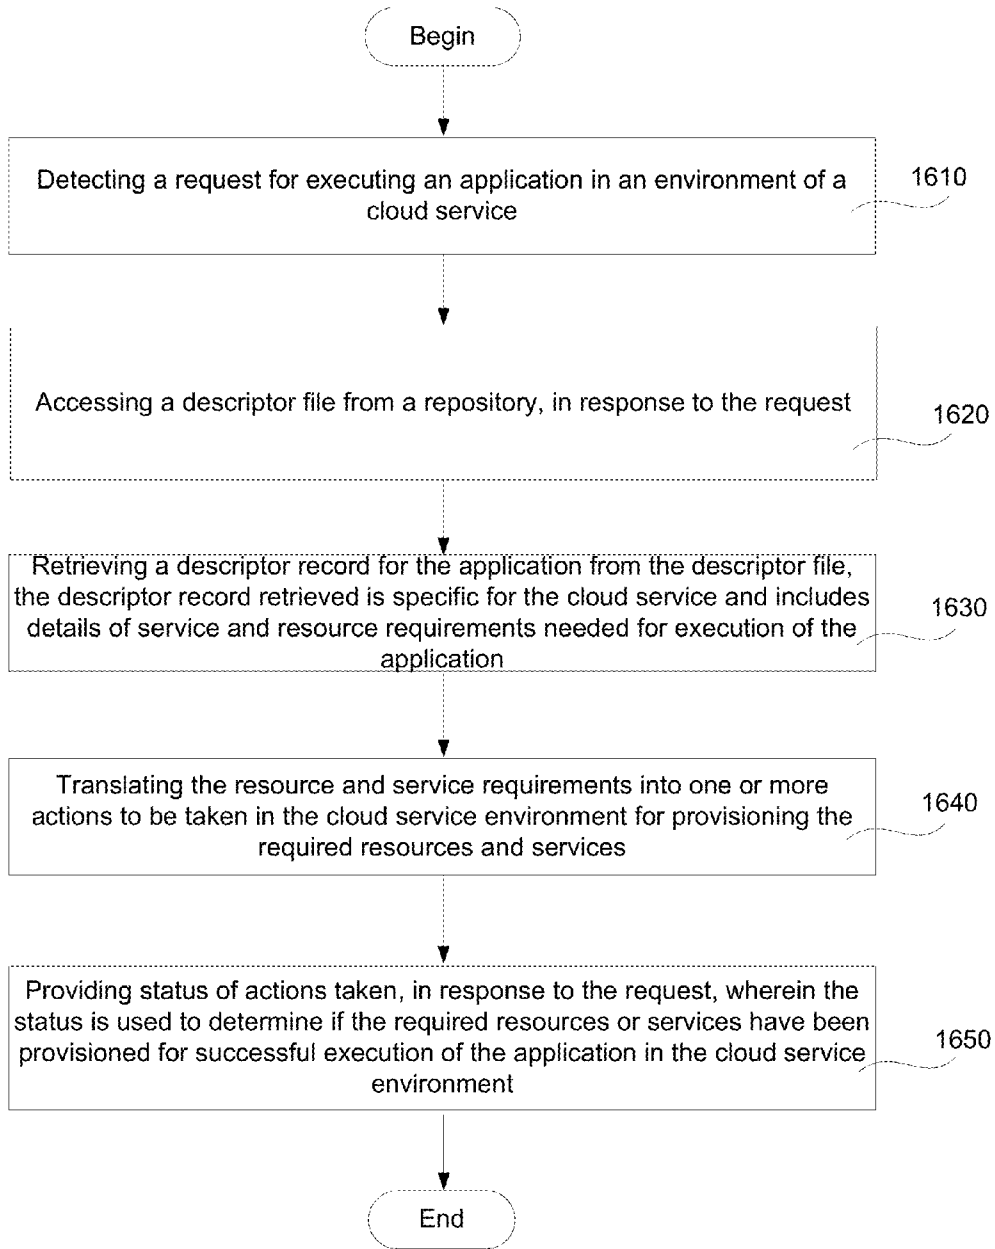 Begin
Detecting a request for executing an application in an environment of a
cloud service
1610
Accessing a descriptor file from a repository, in response to the request
1620
Retrieving a descriptor record for the application from the descriptor file,
the descriptor record retrieved is specific for the cloud service and includes
details of service and resource requirements needed for execution of the
application
1630
Translating the resource and service requirements into one or more
actions to be taken in the cloud service environment for provisioning the
required resources and services
1640
Providing status of actions taken, in response to the request, wherein the
status is used to determine if the required resources or services have been
provisioned for successful execution of the application in the cloud service
environment
1650
End